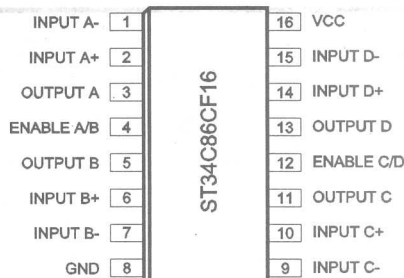 INPUT A- 1 16 VCC
INPUT A+ 2 15 INPUT D-
OUTPUT A 3 14 INPUT D+
ENABLE A/B 4 13 OUTPUT D
OUTPUT B 5 12 ENABLE C/D
INPUT B+ 6 11 OUTPUT C
INPUT B- 7 10 INPUT C+
GND 8 9 INPUT C-
ST34C86CF16